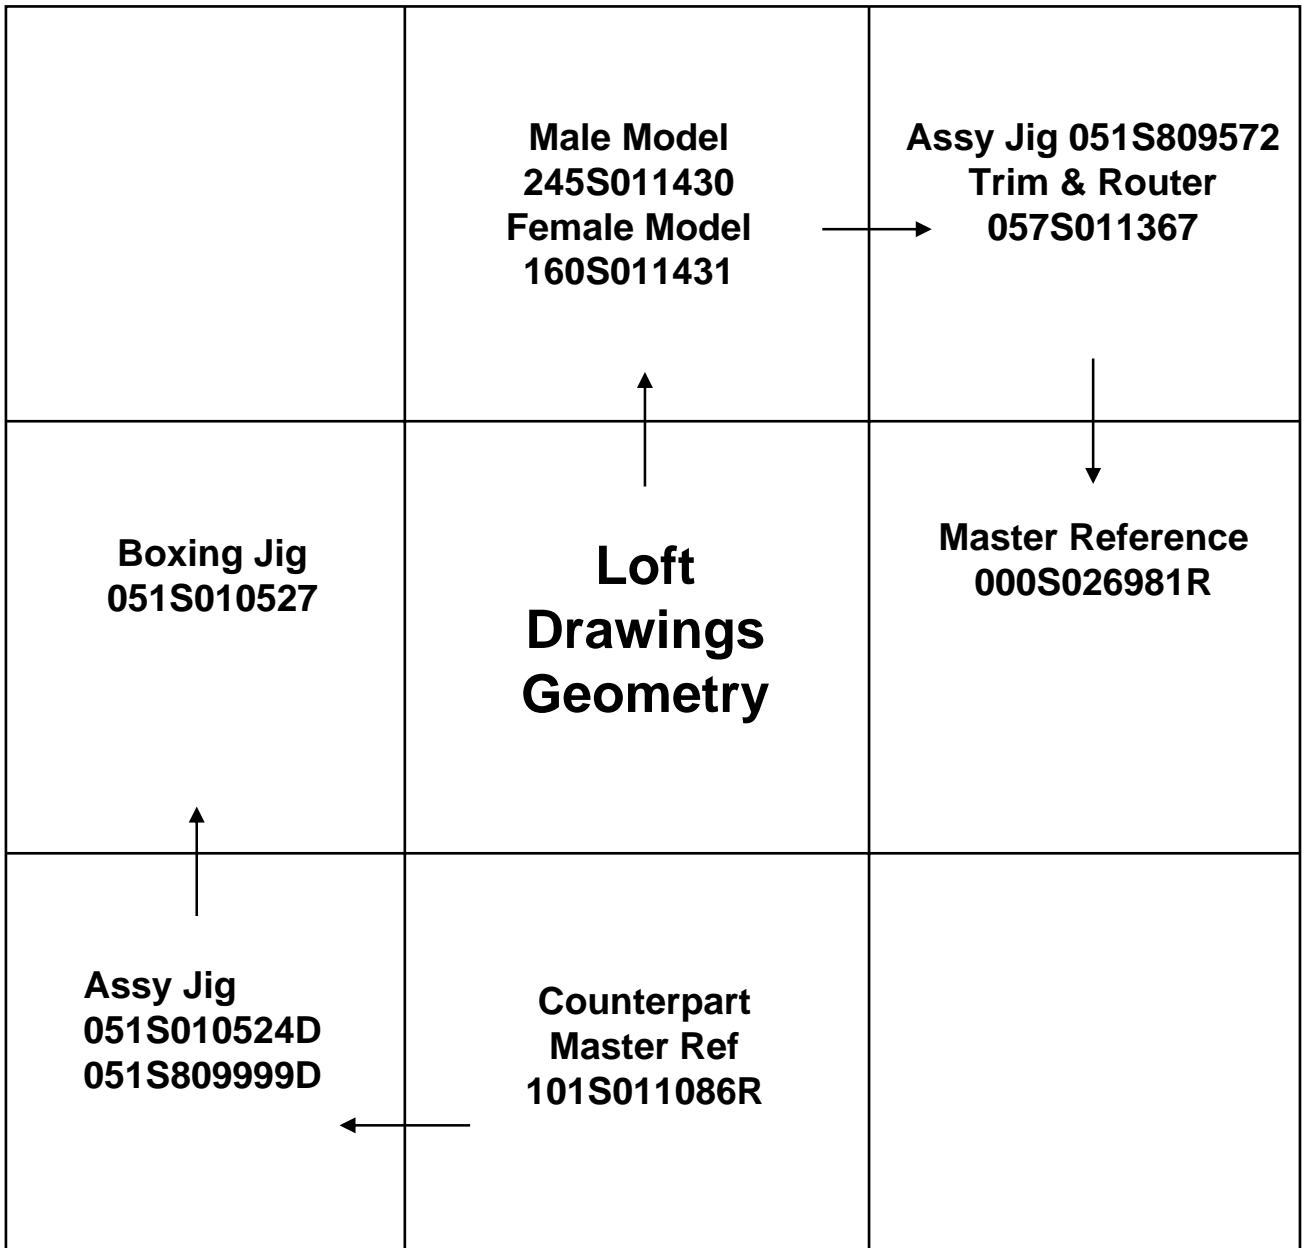 Male Model
245S011430
Female Model
160S011431
Assy Jig 051S809572
Trim & Router
057S011367
Boxing Jig
051S010527
Loft
Drawings
Geometry
Master Reference
000S026981R
Assy Jig
051S010524D
051S809999D
Counterpart
Master Ref
101S011086R